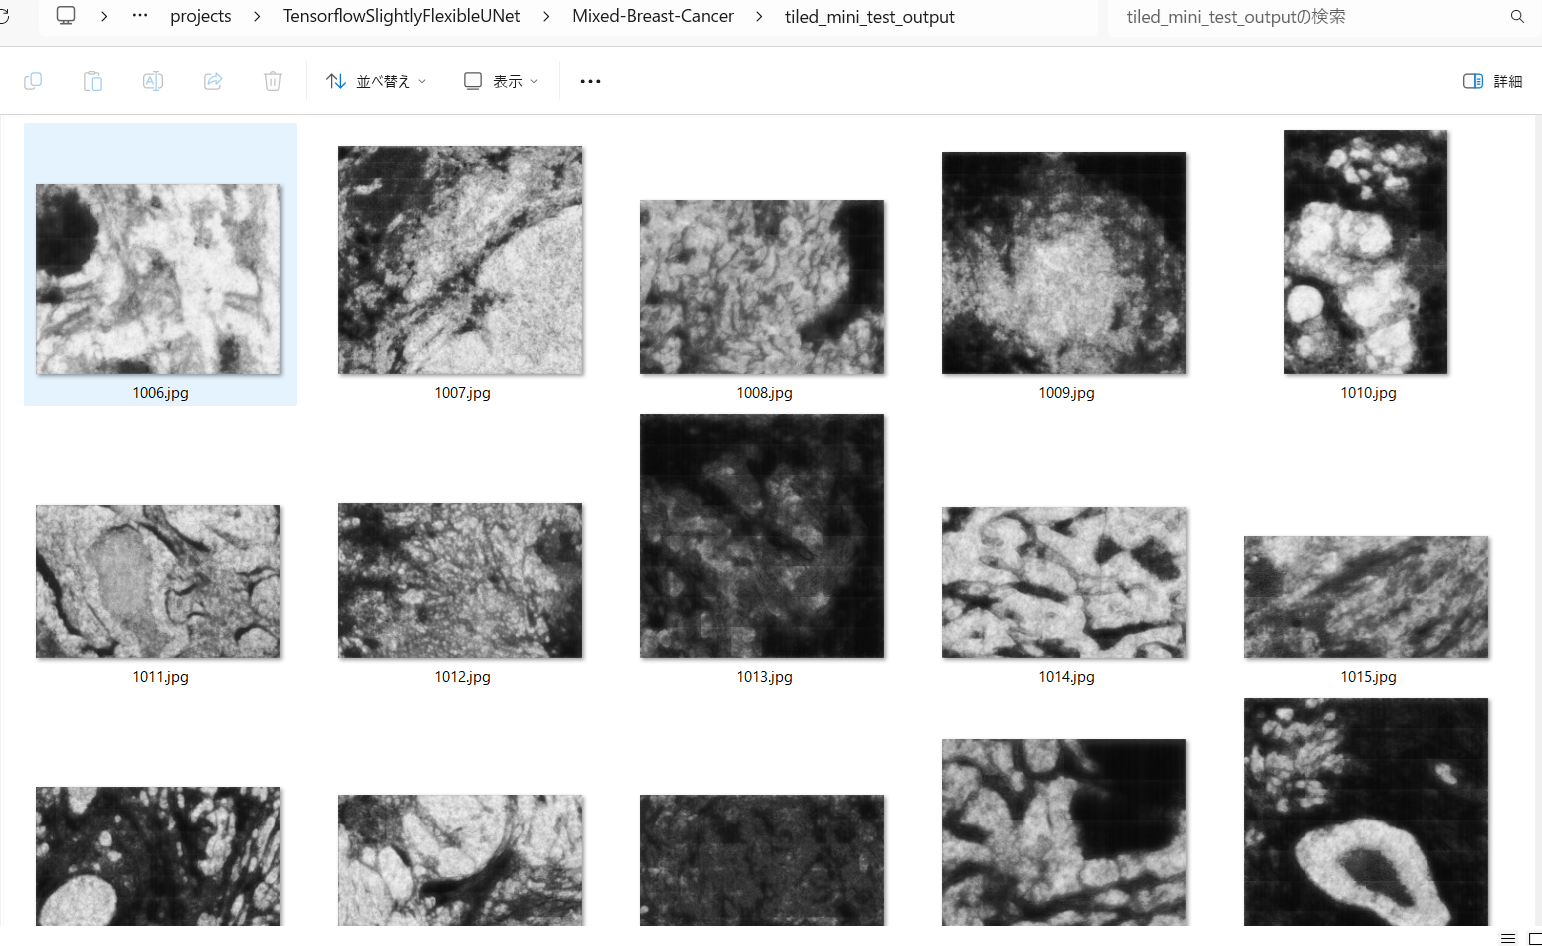 projects > TensorflowSlightlyFlexibleUNet > Mixed-Breast-Cancer > tiled_mini_test_output
tiled_mini_test_outputの検索
並べ替え 表示 詳細
1006.jpg 1007.jpg 1008.jpg 1009.jpg 1010.jpg
1011.jpg 1012.jpg 1013.jpg 1014.jpg 1015.jpg